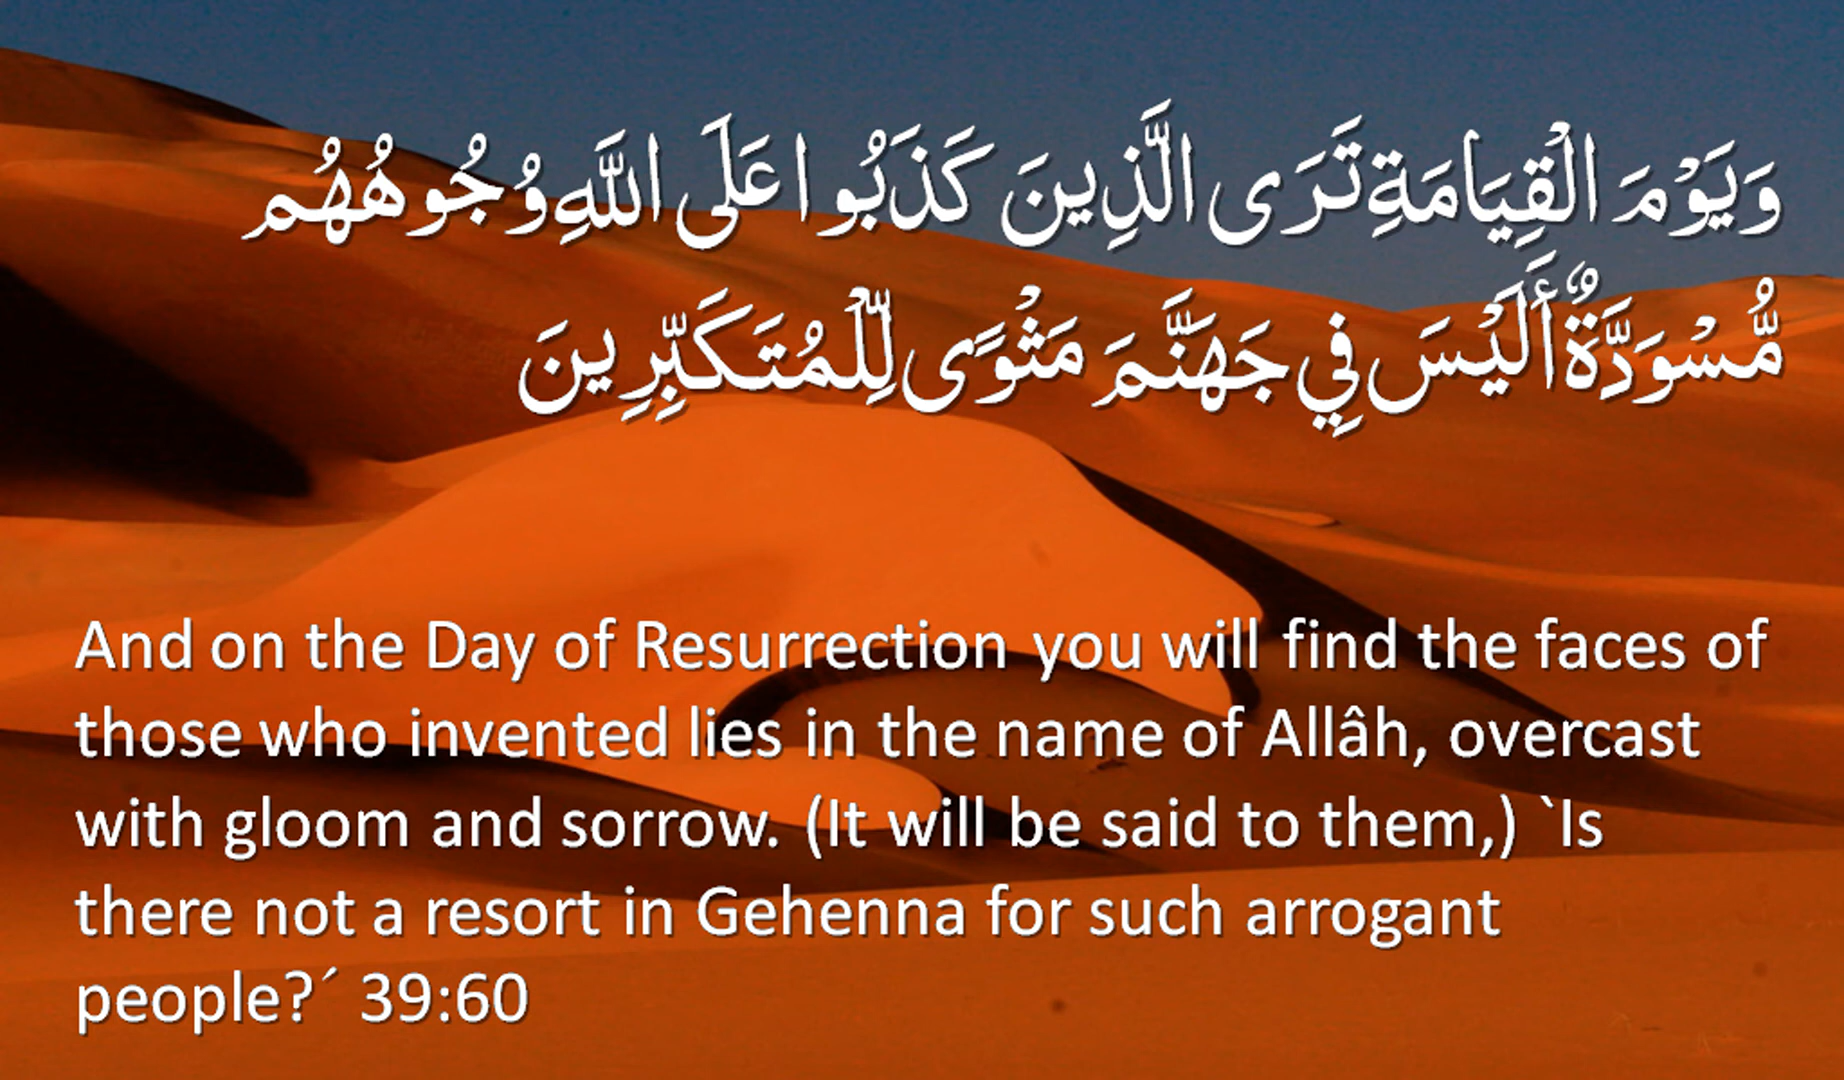 وَيَوْمَ الْقِيَامَةِ تَرَى الَّذِينَ كَذَبُوا عَلَى اللَّهِ وُجُوهُهُم
مُّسْوَدَّةٌ أَلَيْسَ فِي جَهَنَّمَ مَثْوًى لِّلْمُتَكَبِّرِينَ
And on the Day of Resurrection you will find the faces of
those who invented lies in the name of Allâh, overcast
with gloom and sorrow. (It will be said to them,) `Is
there not a resort in Gehenna for such arrogant
people?´ 39:60